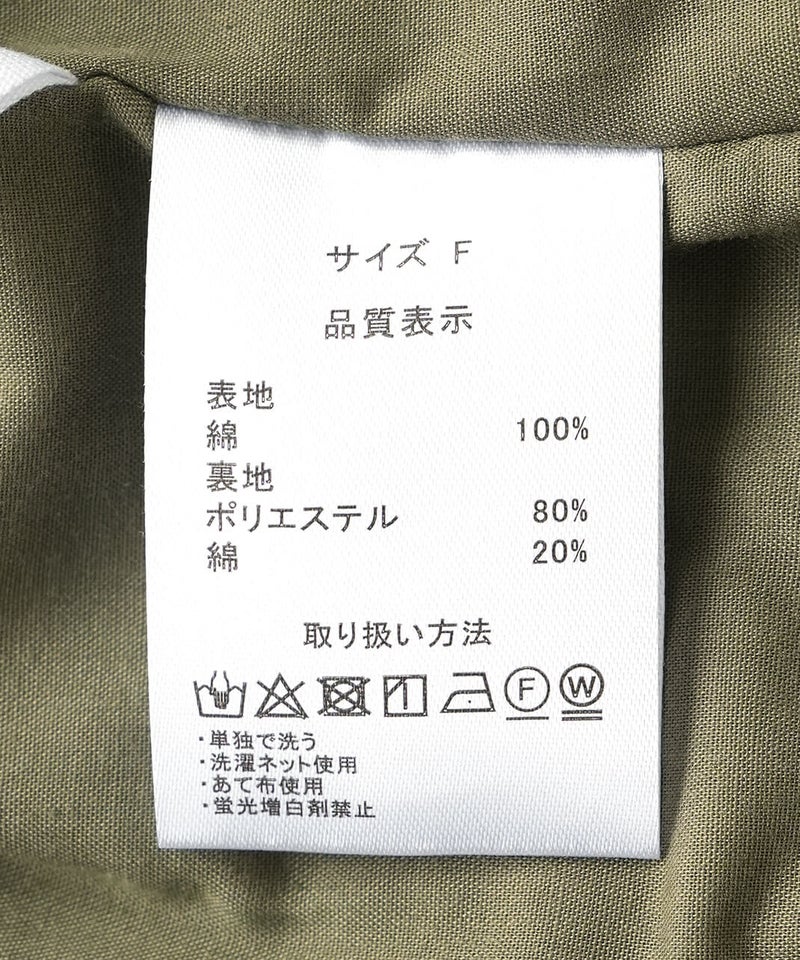 サイズ F
品質表示
表地
綿 100%
裏地
ポリエステル 80%
綿 20%
取り扱い方法
F W
・単独で洗う
・洗濯ネット使用
・あて布使用
・蛍光増白剤禁止